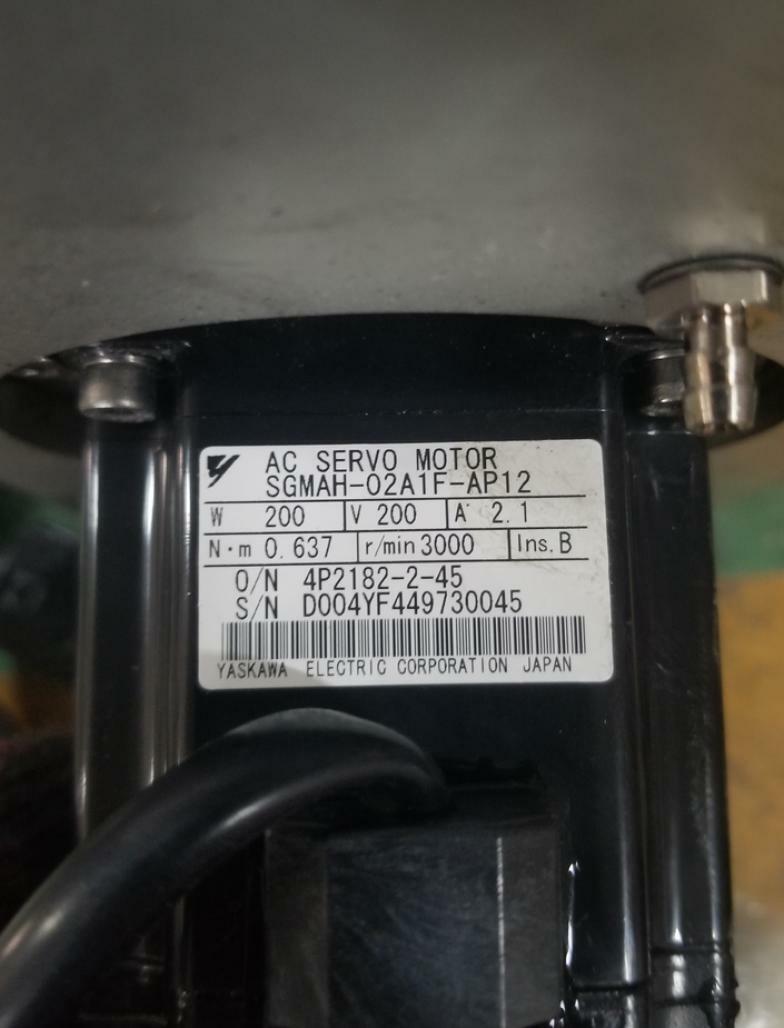 AC SERVO MOTOR
SGMAH-02A1F-AP12
W 200 V 200 A 2.1
N·m 0.637 r/min 3000 Ins. B
O/N 4P2182-2-45
S/N D004YF449730045
YASKAWA ELECTRIC CORPORATION JAPAN